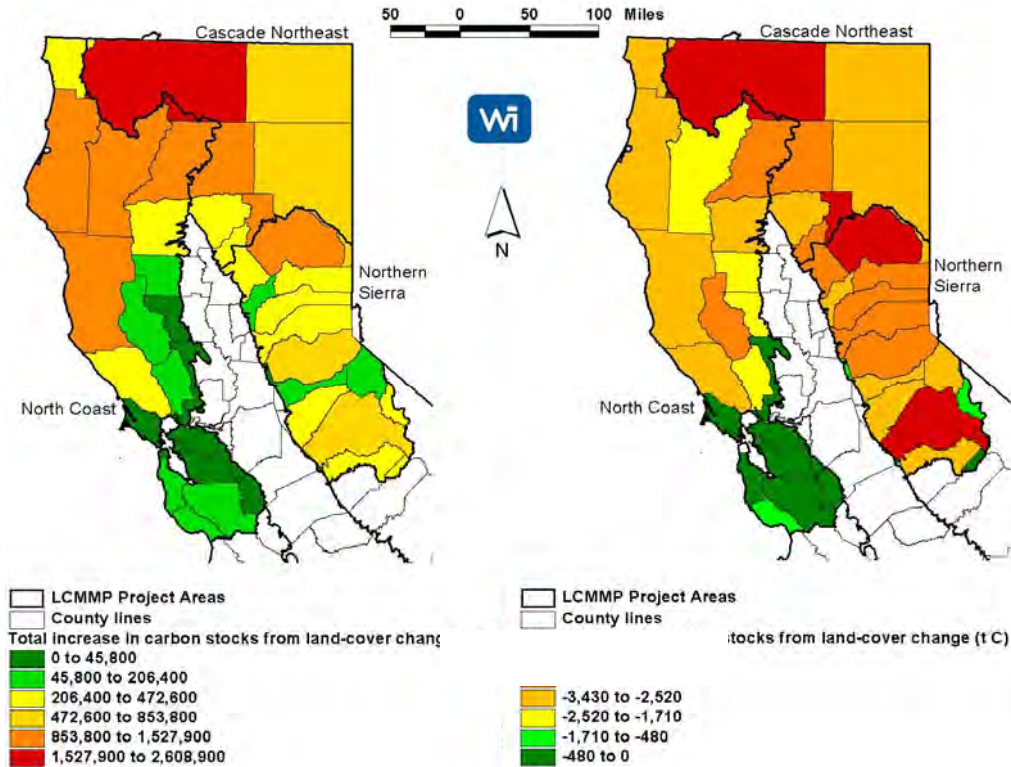 50 0 50 100 Miles
Cascade Northeast
Cascade Northeast
Wi
N
Northern
Sierra
Northern
Sierra
North Coast
North Coast
LCMMP Project Areas
County lines
Total increase in carbon stocks from land-cover chang
0 to 45,800
45,800 to 206,400
206,400 to 472,600
472,600 to 853,800
853,800 to 1,527,900
1,527,900 to 2,608,900
LCMMP Project Areas
County lines
stocks from land-cover change (t C)
-3,430 to -2,520
-2,520 to -1,710
-1,710 to -480
-480 to 0